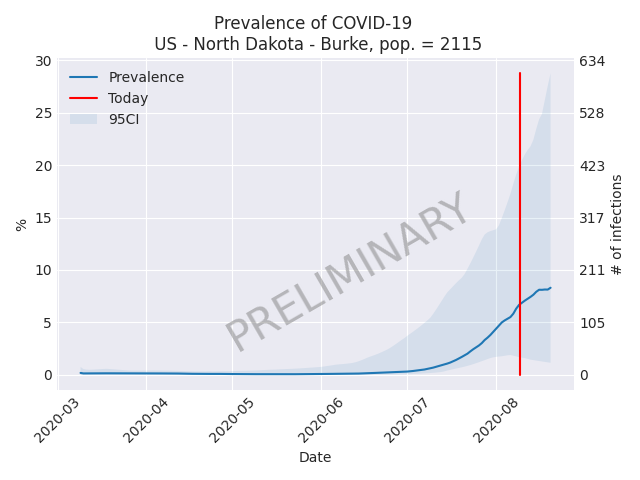 Prevalence of COVID-19
US - North Dakota - Burke, pop. = 2115
30
25
20
15
10
5
0
%
Prevalence
Today
95CI
PRELIMINARY
634
528
423
317
211
105
0
# of infections
2020-03
2020-04
2020-05
2020-06
2020-07
2020-08
Date